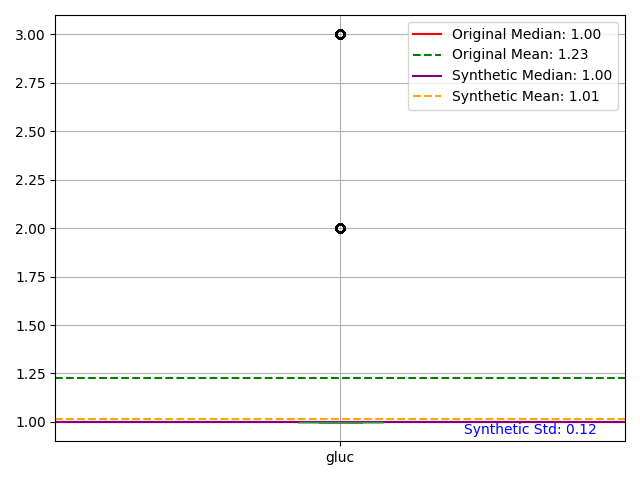 3.00
2.75
2.50
2.25
2.00
1.75
1.50
1.25
1.00
Original Median: 1.00
Original Mean: 1.23
Synthetic Median: 1.00
Synthetic Mean: 1.01
Synthetic Std: 0.12
gluc